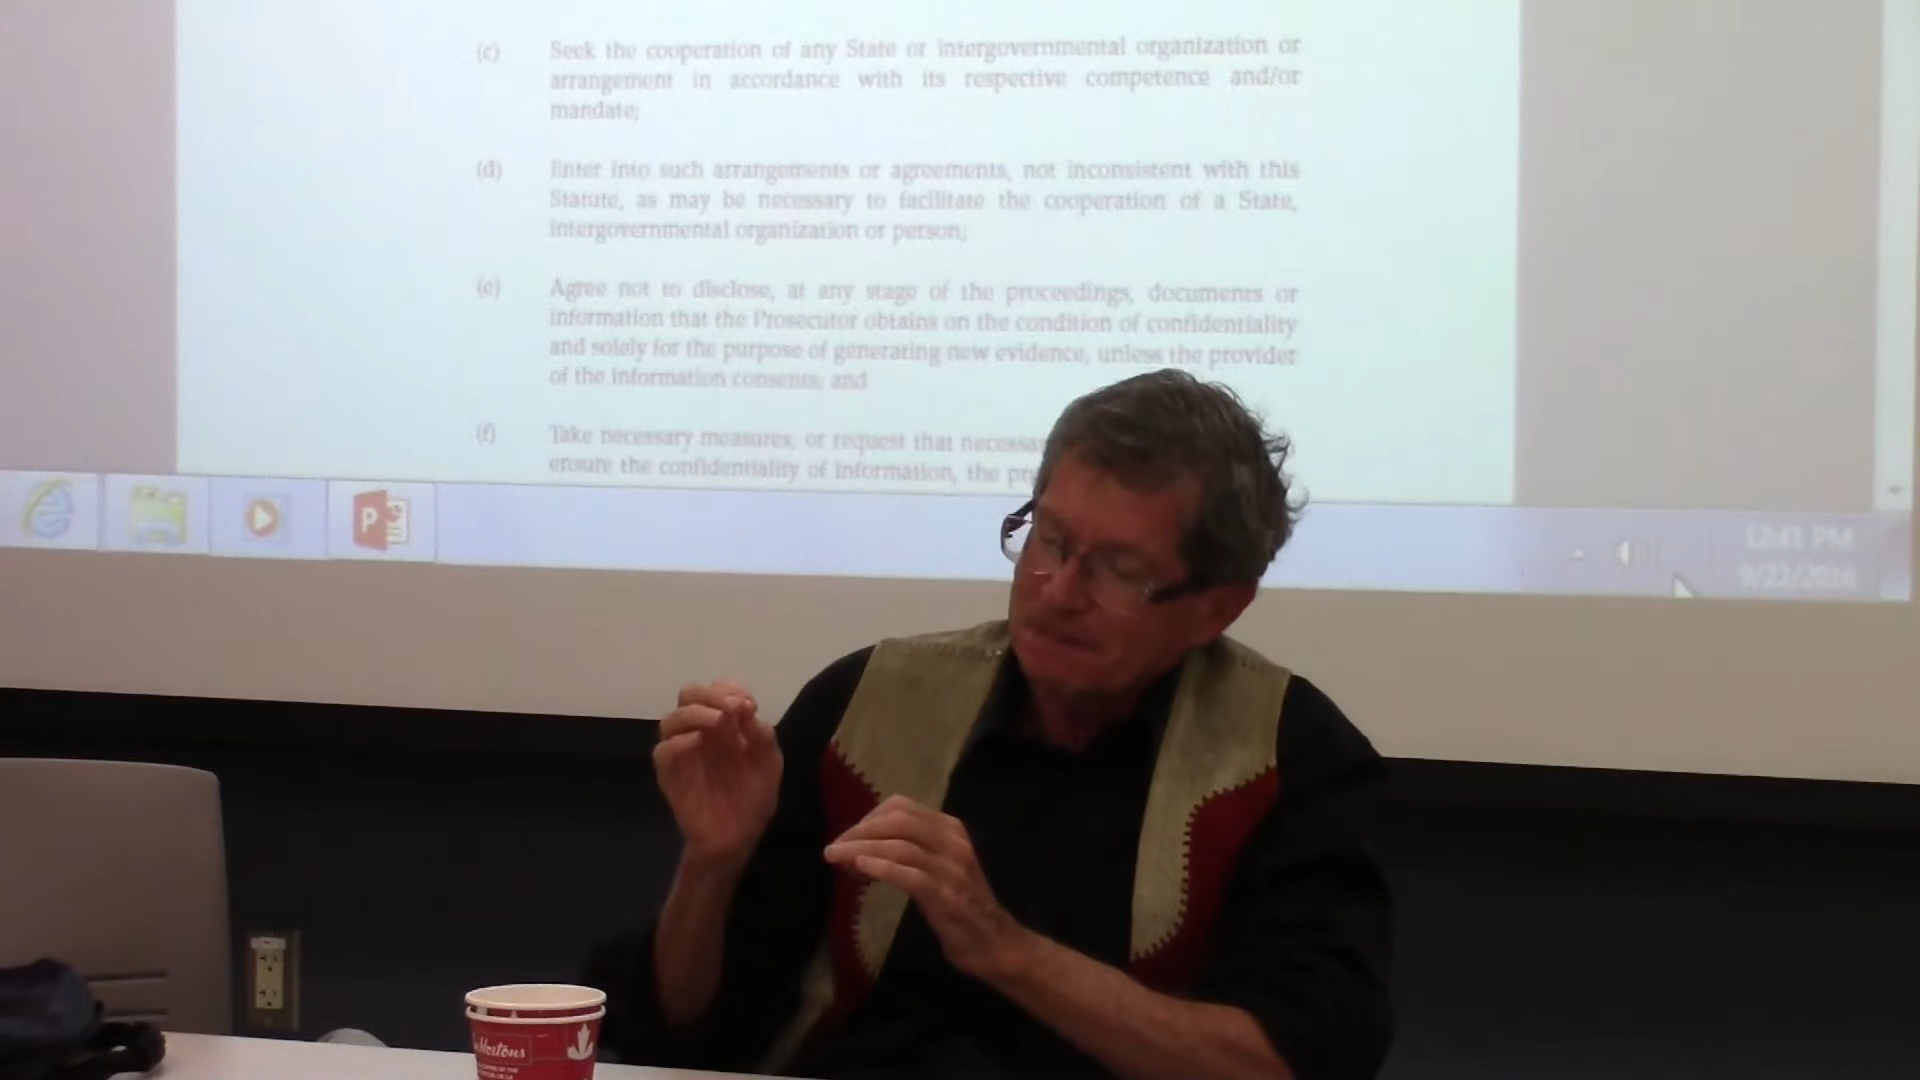 (c) Seek the cooperation of any State or intergovernmental organization or
arrangement in accordance with its respective competence and/or
mandate;
(d) Enter into such arrangements or agreements, not inconsistent with this
Statute, as may be necessary to facilitate the cooperation of a State,
intergovernmental organization or person;
(e) Agree not to disclose, at any stage of the proceedings, documents or
information that the Prosecutor obtains on the condition of confidentiality
and solely for the purpose of generating new evidence, unless the provider
of the information consents; and
(f) Take necessary measures, or request that
ensure the confidentiality of information, the
P
12:41 PM
Hortons